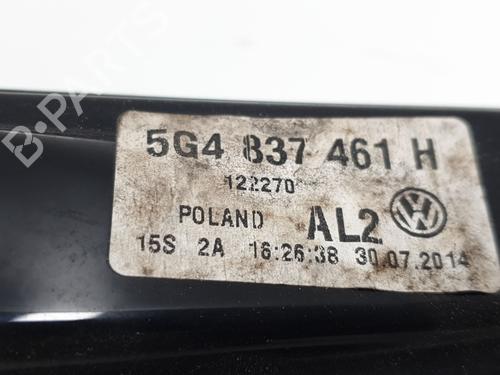 B-PARTS
5G4 837 461 H
122270
POLAND AL2
15S 2A 16:26:38 30.07.2014